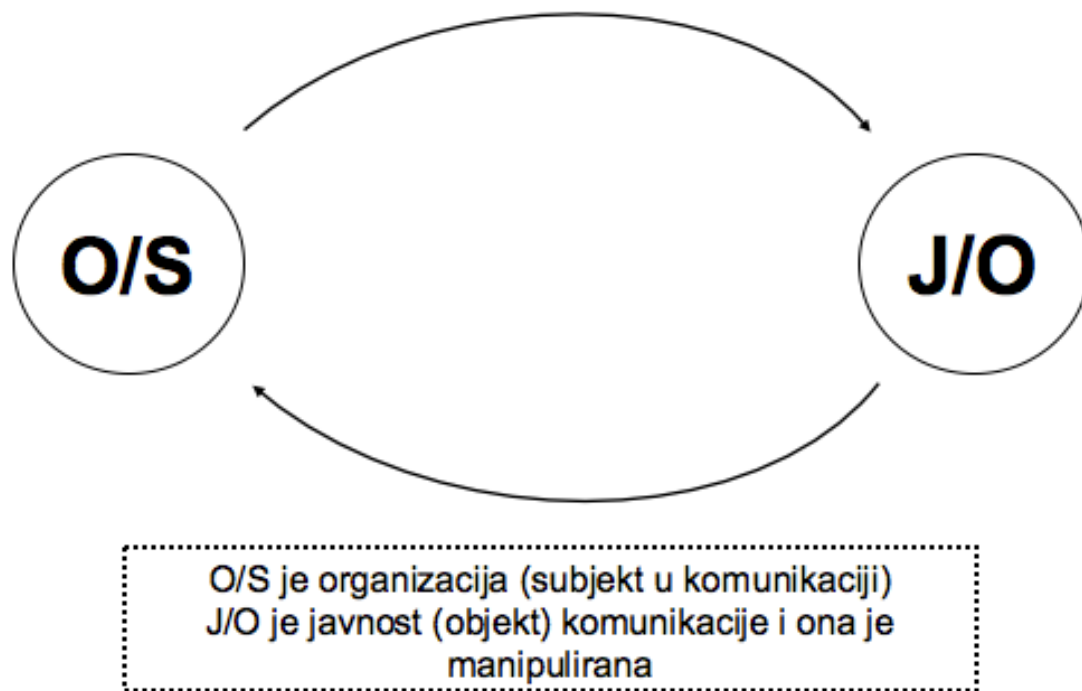 O/S
J/O
O/S je organizacija (subjekt u komunikaciji)
J/O je javnost (objekt) komunikacije i ona je
manipulirana